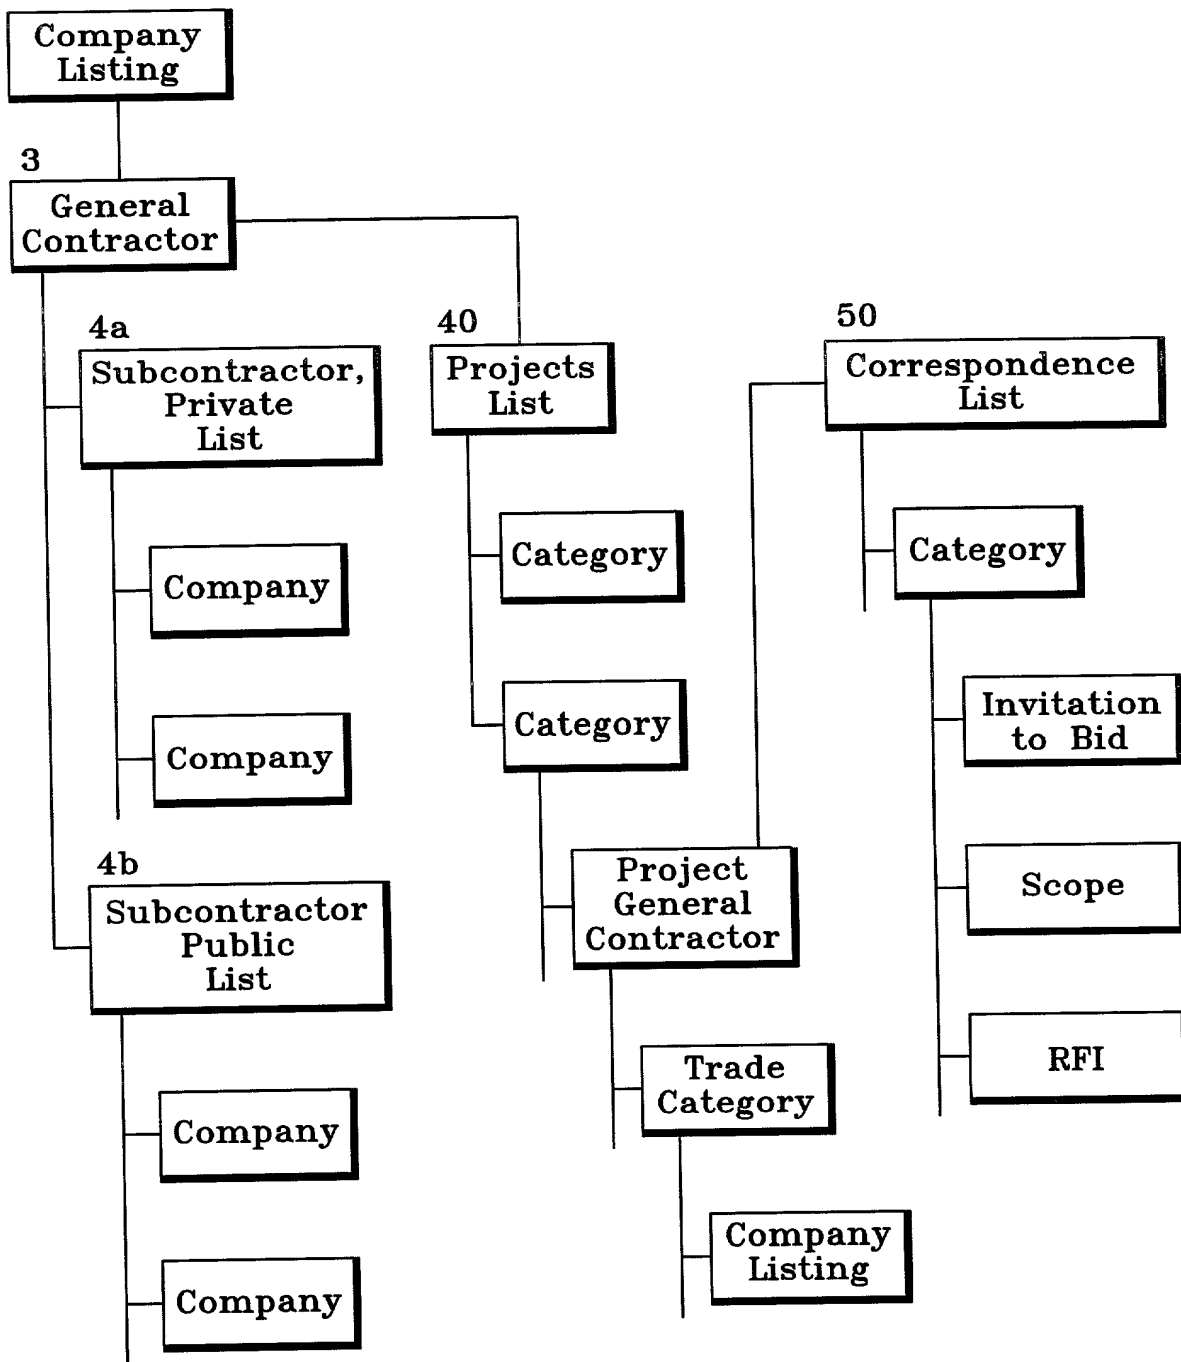 Company
Listing
3
General
Contractor
4a
Subcontractor,
Private
List
Company
Company
4b
Subcontractor
Public
List
Company
Company
40
Projects
List
Category
Category
Project
General
Contractor
Trade
Category
Company
Listing
50
Correspondence
List
Category
Invitation
to Bid
Scope
RFI